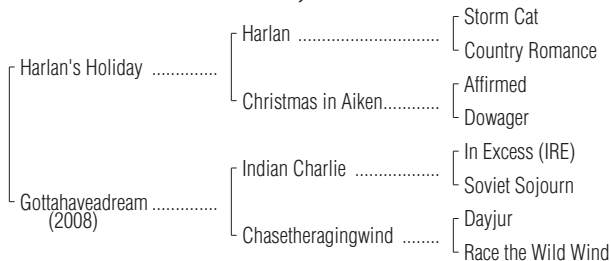 Storm Cat
Harlan ..............................
Country Romance
Harlan's Holiday ..............
Affirmed
Christmas in Aiken............
Dowager
In Excess (IRE)
Indian Charlie ..................
Soviet Sojourn
Gottahaveadream ..............
(2008)
Dayjur
Chasetheragingwind ........
Race the Wild Wind